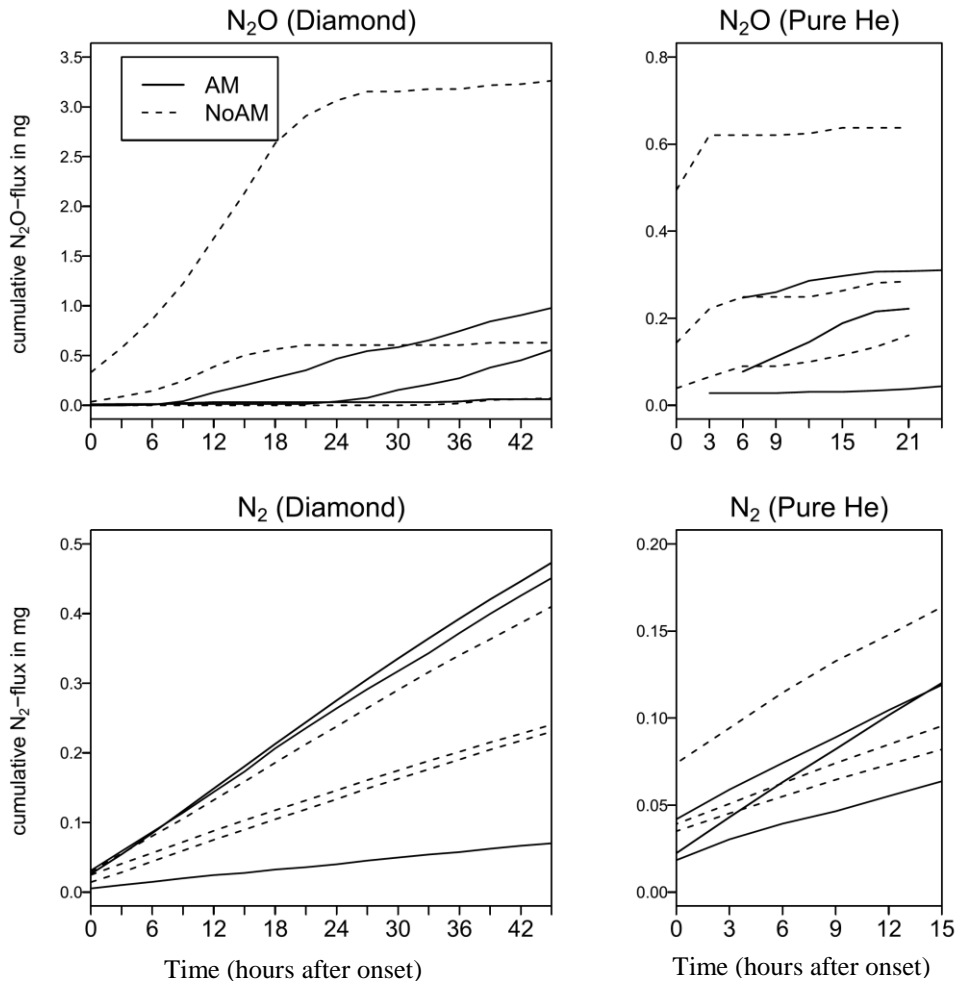 N₂O (Diamond)
cumulative N₂O−flux in ng
3.5
3.0
2.5
2.0
1.5
1.0
0.5
0.0
AM
NoAM
0 6 12 18 24 30 36 42
N₂O (Pure He)
0.8
0.6
0.4
0.2
0.0
0 3 6 9 15 21
N₂ (Diamond)
cumulative N₂−flux in mg
0.5
0.4
0.3
0.2
0.1
0.0
0 6 12 18 24 30 36 42
Time (hours after onset)
N₂ (Pure He)
0.20
0.15
0.10
0.05
0.00
0 3 6 9 12 15
Time (hours after onset)